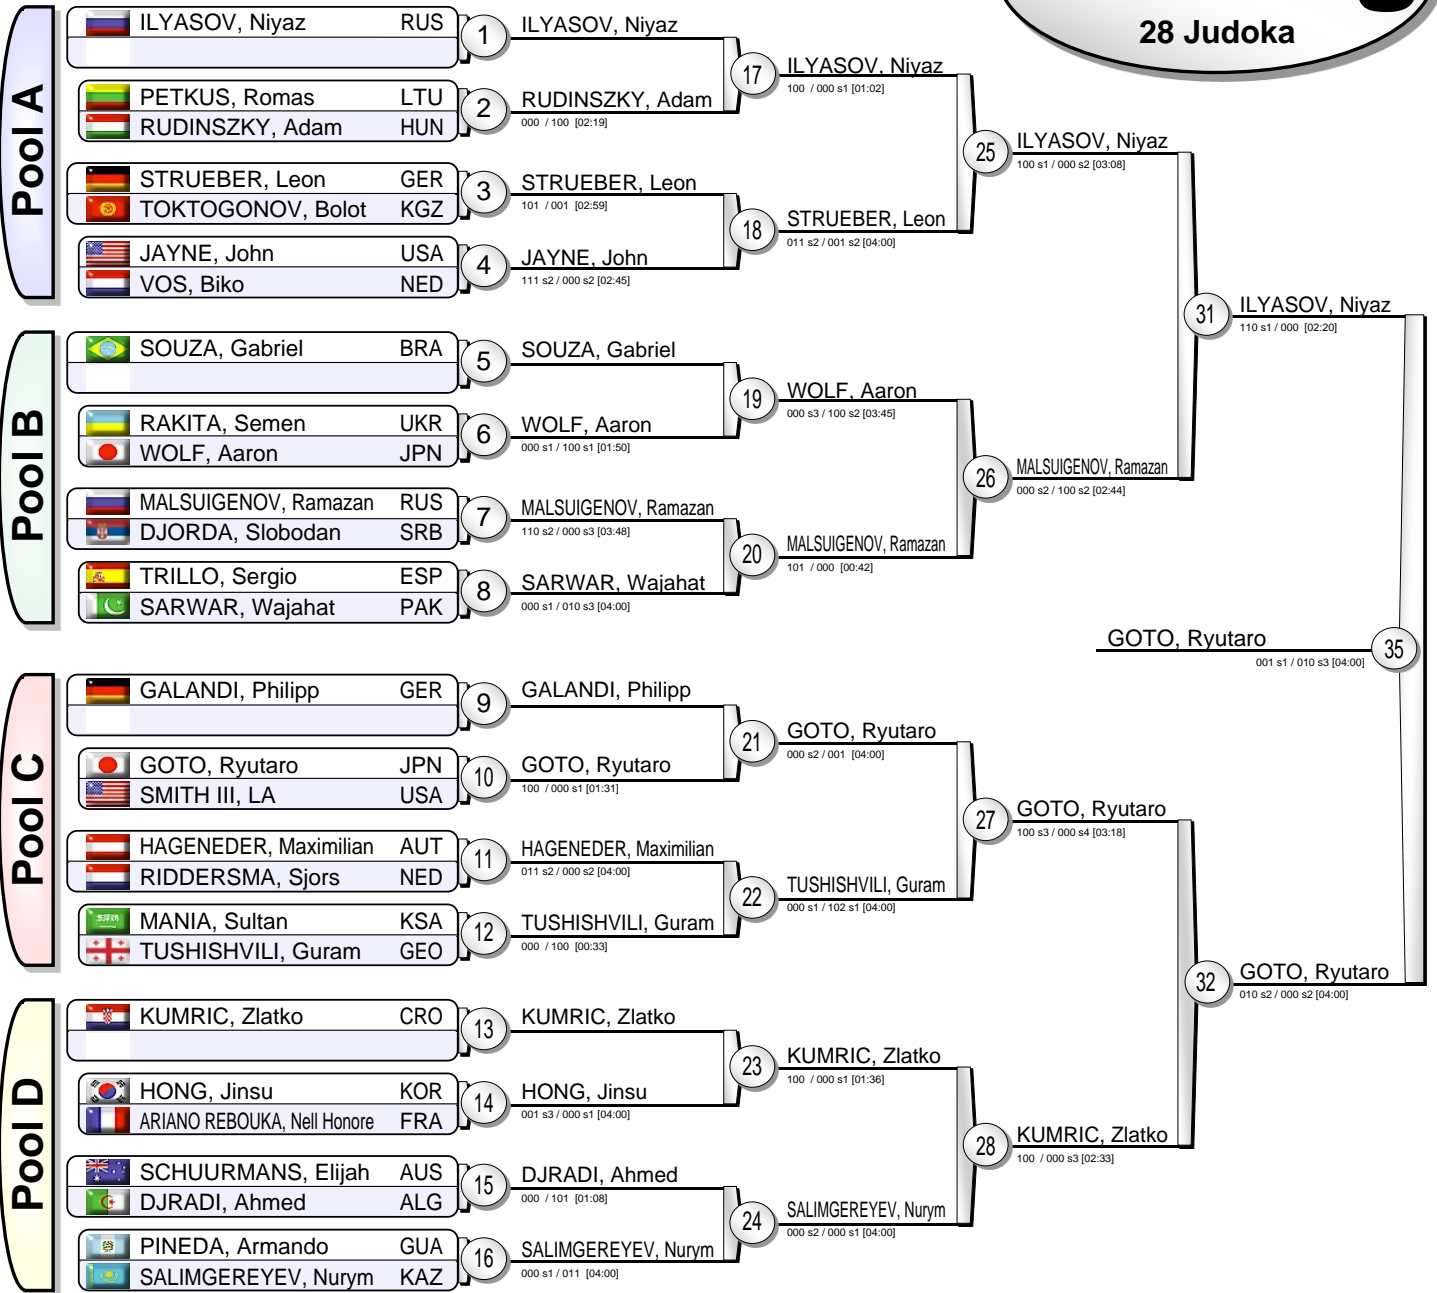 28 Judoka
Pool A
ILYASOV, Niyaz RUS
1
ILYASOV, Niyaz
PETKUS, Romas LTU
RUDINSZKY, Adam HUN
2
RUDINSZKY, Adam
000 / 100 [02:19]
17
ILYASOV, Niyaz
100 / 000 s1 [01:02]
STRUEBER, Leon GER
TOKTOGONOV, Bolot KGZ
3
STRUEBER, Leon
101 / 001 [02:59]
JAYNE, John USA
VOS, Biko NED
4
JAYNE, John
111 s2 / 000 s2 [02:45]
18
STRUEBER, Leon
011 s2 / 001 s2 [04:00]
25
ILYASOV, Niyaz
100 s1 / 000 s2 [03:08]
Pool B
SOUZA, Gabriel BRA
5
SOUZA, Gabriel
RAKITA, Semen UKR
WOLF, Aaron JPN
6
WOLF, Aaron
000 s1 / 100 s1 [01:50]
19
WOLF, Aaron
000 s3 / 100 s2 [03:45]
MALSUIGENOV, Ramazan RUS
DJORDA, Slobodan SRB
7
MALSUIGENOV, Ramazan
110 s2 / 000 s3 [03:48]
TRILLO, Sergio ESP
SARWAR, Wajahat PAK
8
SARWAR, Wajahat
000 s1 / 010 s3 [04:00]
20
MALSUIGENOV, Ramazan
101 / 000 [00:42]
26
MALSUIGENOV, Ramazan
000 s2 / 100 s2 [02:44]
31
ILYASOV, Niyaz
110 s1 / 000 [02:20]
Pool C
GALANDI, Philipp GER
9
GALANDI, Philipp
GOTO, Ryutaro JPN
SMITH III, LA USA
10
GOTO, Ryutaro
100 / 000 s1 [01:31]
21
GOTO, Ryutaro
000 s2 / 001 [04:00]
HAGENEDER, Maximilian AUT
RIDDERSMA, Sjors NED
11
HAGENEDER, Maximilian
011 s2 / 000 s2 [04:00]
MANIA, Sultan KSA
TUSHISHVILI, Guram GEO
12
TUSHISHVILI, Guram
000 / 100 [00:33]
22
TUSHISHVILI, Guram
000 s1 / 102 s1 [04:00]
27
GOTO, Ryutaro
100 s3 / 000 s4 [03:18]
Pool D
KUMRIC, Zlatko CRO
13
KUMRIC, Zlatko
HONG, Jinsu KOR
ARIANO REBOUKA, Nell Honore FRA
14
HONG, Jinsu
001 s3 / 000 s1 [04:00]
23
KUMRIC, Zlatko
100 / 000 s1 [01:36]
SCHUURMANS, Elijah AUS
DJRADI, Ahmed ALG
15
DJRADI, Ahmed
000 / 101 [01:08]
PINEDA, Armando GUA
SALIMGEREYEV, Nurym KAZ
16
SALIMGEREYEV, Nurym
000 s1 / 011 [04:00]
24
SALIMGEREYEV, Nurym
000 s2 / 000 s1 [04:00]
28
KUMRIC, Zlatko
100 / 000 s3 [02:33]
32
GOTO, Ryutaro
010 s2 / 000 s2 [04:00]
GOTO, Ryutaro
001 s1 / 010 s3 [04:00]
35